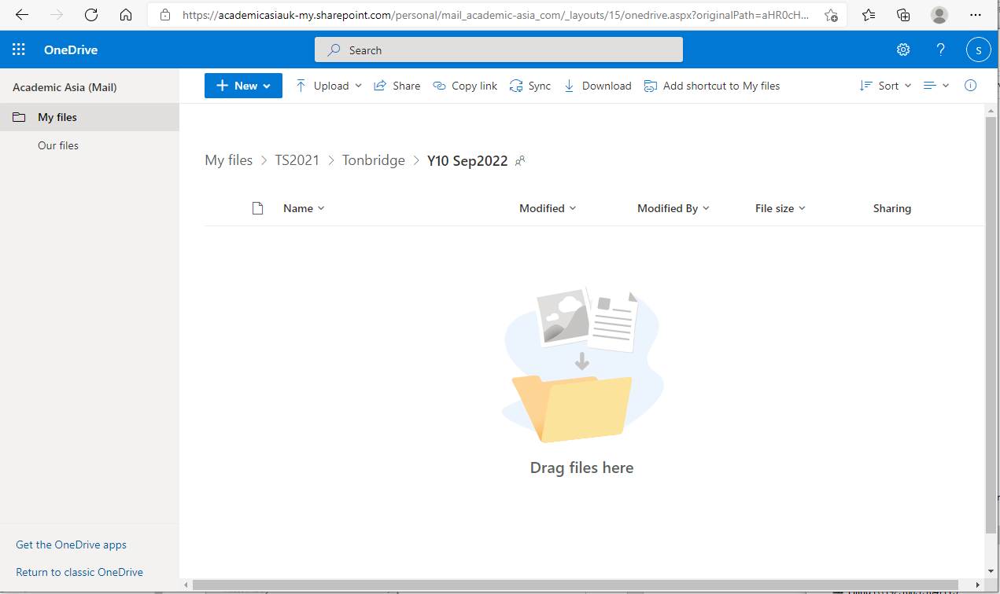 https://academicasiauk-my.sharepoint.com/personal/mail_academic-asia_com/_layouts/15/onedrive.aspx?originalPath=aHR0cH...
OneDrive
Search
?
S
Academic Asia (Mail)
New
Upload
Share
Copy link
Sync
Download
Add shortcut to My files
Sort
My files
Our files
My files > TS2021 > Tonbridge > Y10 Sep2022
Name
Modified
Modified By
File size
Sharing
Drag files here
Get the OneDrive apps
Return to classic OneDrive